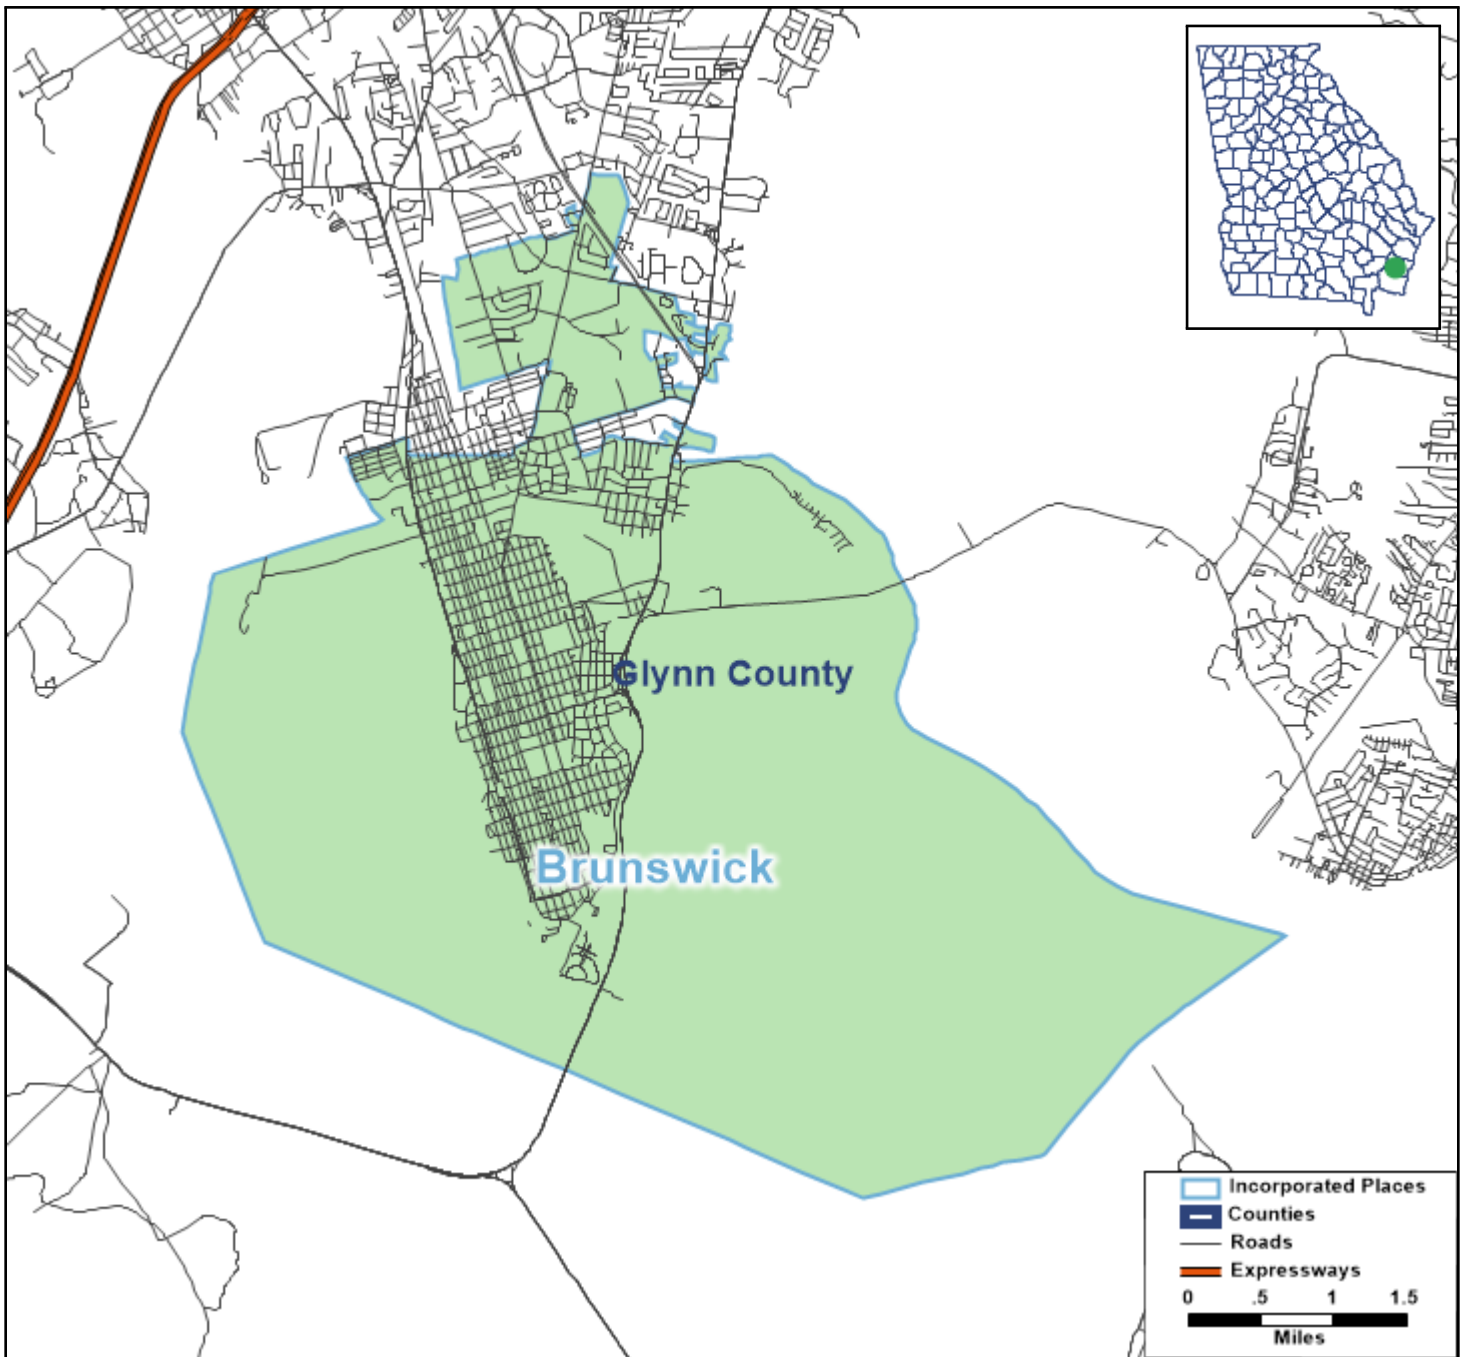 Glynn County
Brunswick
Incorporated Places
Counties
Roads
Expressways
0 .5 1 1.5
Miles